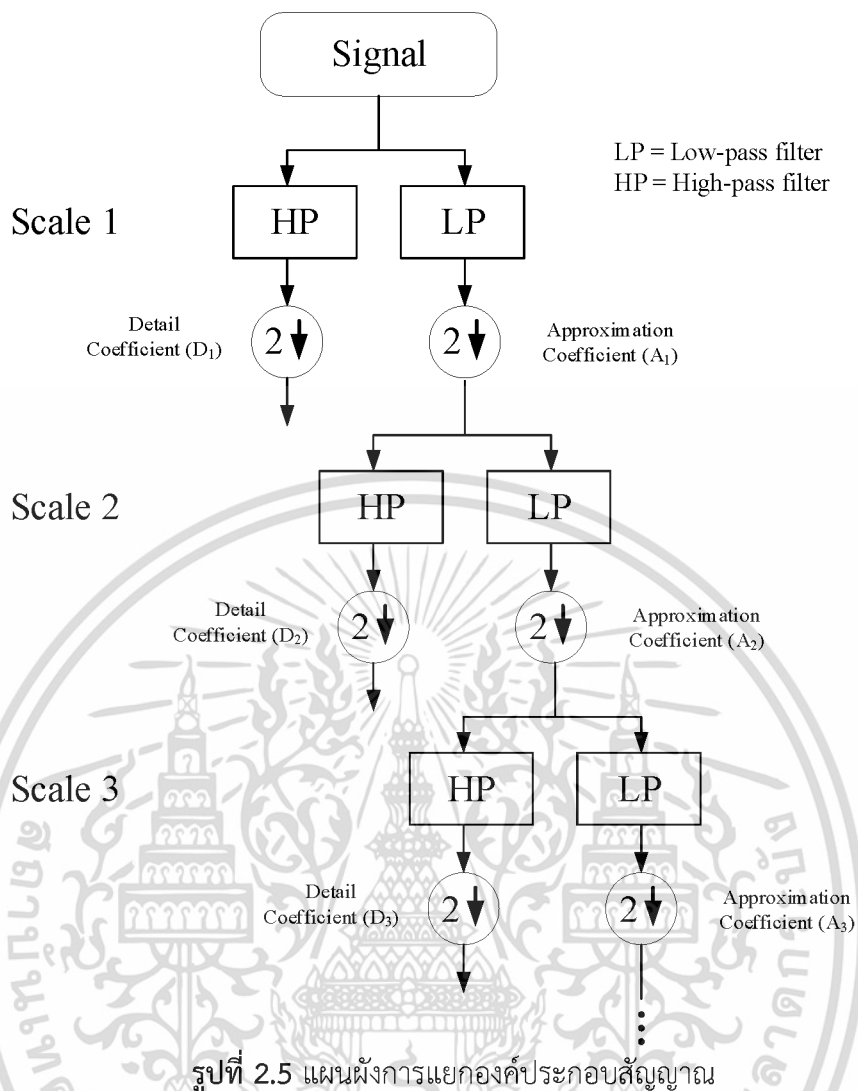 Signal
LP = Low-pass filter
HP = High-pass filter
Scale 1
HP
LP
Detail
Coefficient (D₁)
2
2
Approximation
Coefficient (A₁)
Scale 2
HP
LP
Detail
Coefficient (D₂)
2
2
Approximation
Coefficient (A₂)
Scale 3
HP
LP
Detail
Coefficient (D₃)
2
2
Approximation
Coefficient (A₃)
รูปที่ 2.5 แผนผังการแยกองค์ประกอบสัญญาณ